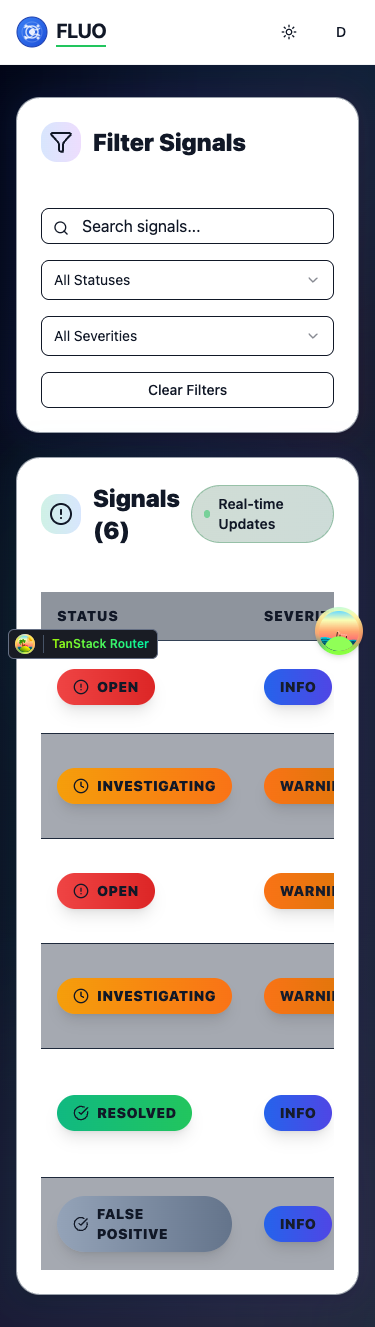 FLUO
D
Filter Signals
Search signals...
All Statuses
All Severities
Clear Filters
Signals
(6)
Real-time
Updates
STATUS
SEVERI
TanStack Router
OPEN
INFO
INVESTIGATING
WARNI
OPEN
WARNI
INVESTIGATING
WARNI
RESOLVED
INFO
FALSE
POSITIVE
INFO